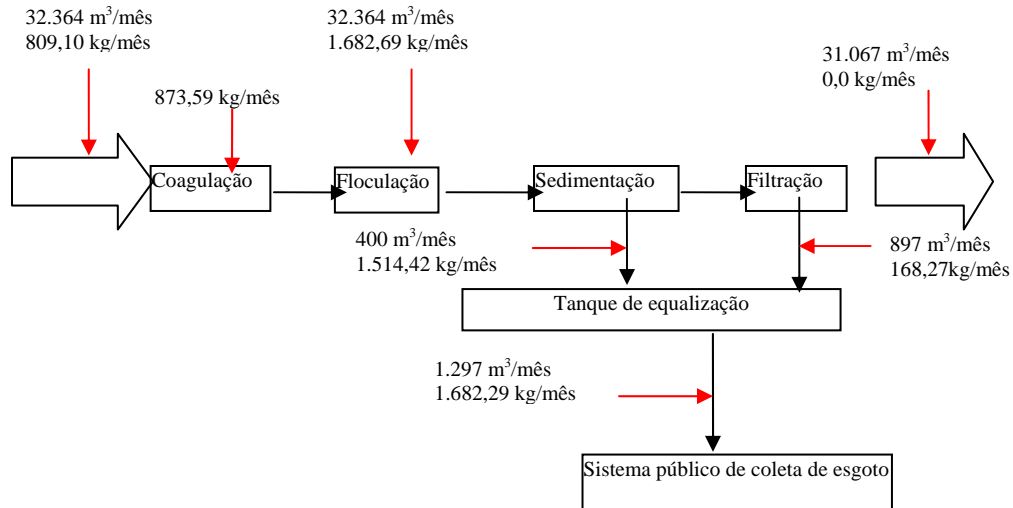 32.364 m³/mês
809,10 kg/mês
873,59 kg/mês
32.364 m³/mês
1.682,69 kg/mês
31.067 m³/mês
0,0 kg/mês
Coagulação
Floculação
Sedimentação
Filtração
400 m³/mês
1.514,42 kg/mês
897 m³/mês
168,27kg/mês
Tanque de equalização
1.297 m³/mês
1.682,29 kg/mês
Sistema público de coleta de esgoto